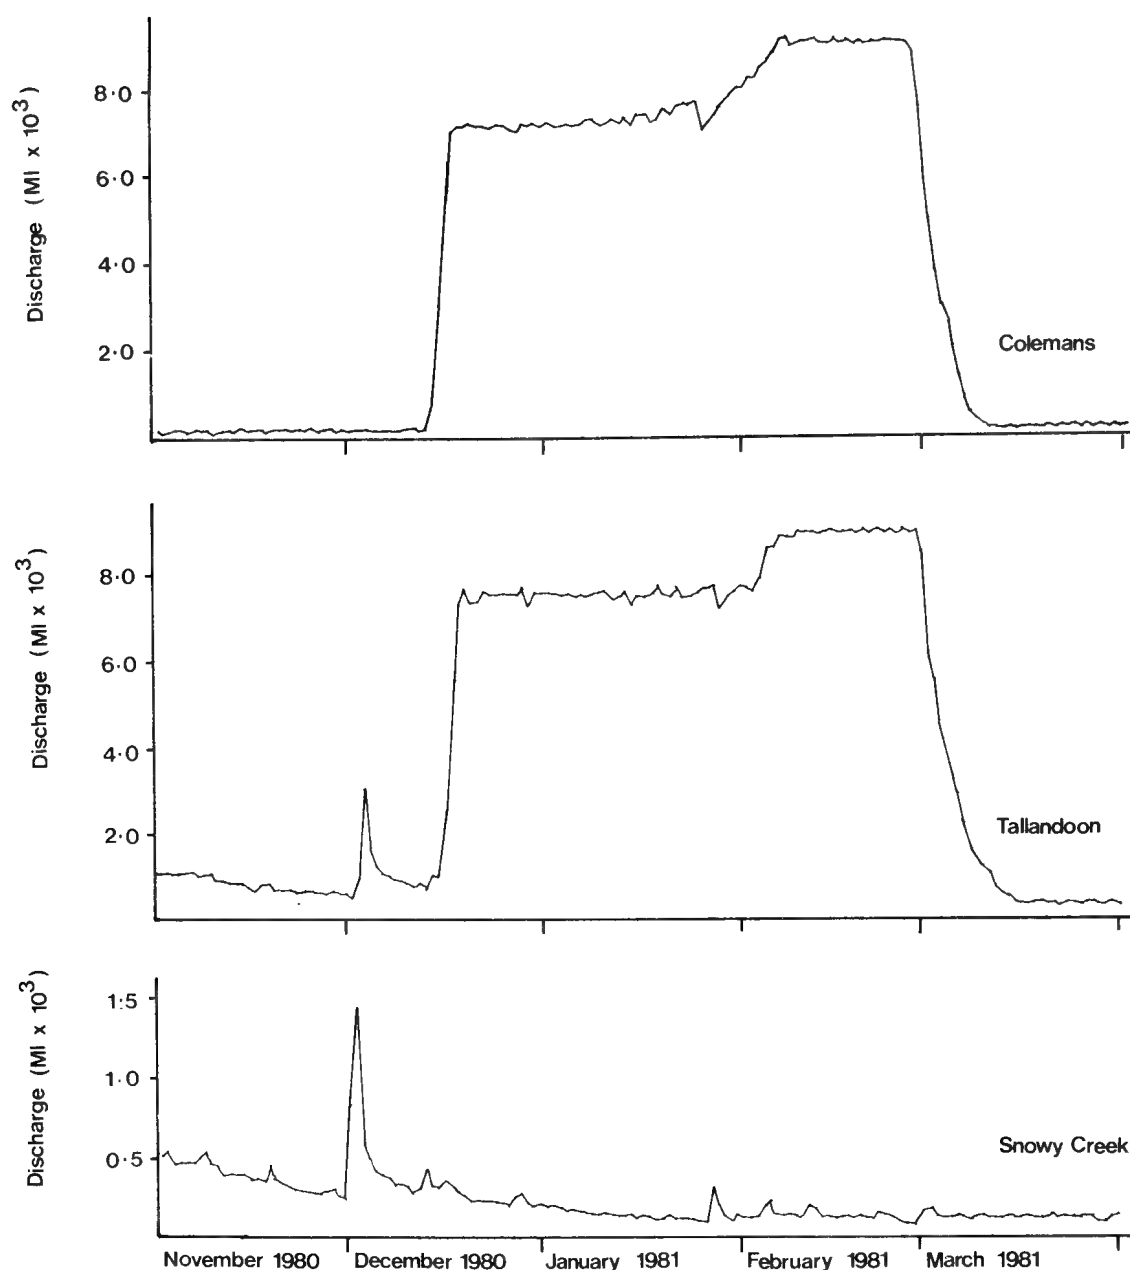 Discharge (Ml x 10³)
8·0
6·0
4·0
2·0
Colemans
Discharge (Ml x 10³)
8·0
6·0
4·0
2·0
Tallandoon
Discharge (Ml x 10³)
1·5
1·0
0·5
Snowy Creek
November 1980 December 1980 January 1981 February 1981 March 1981